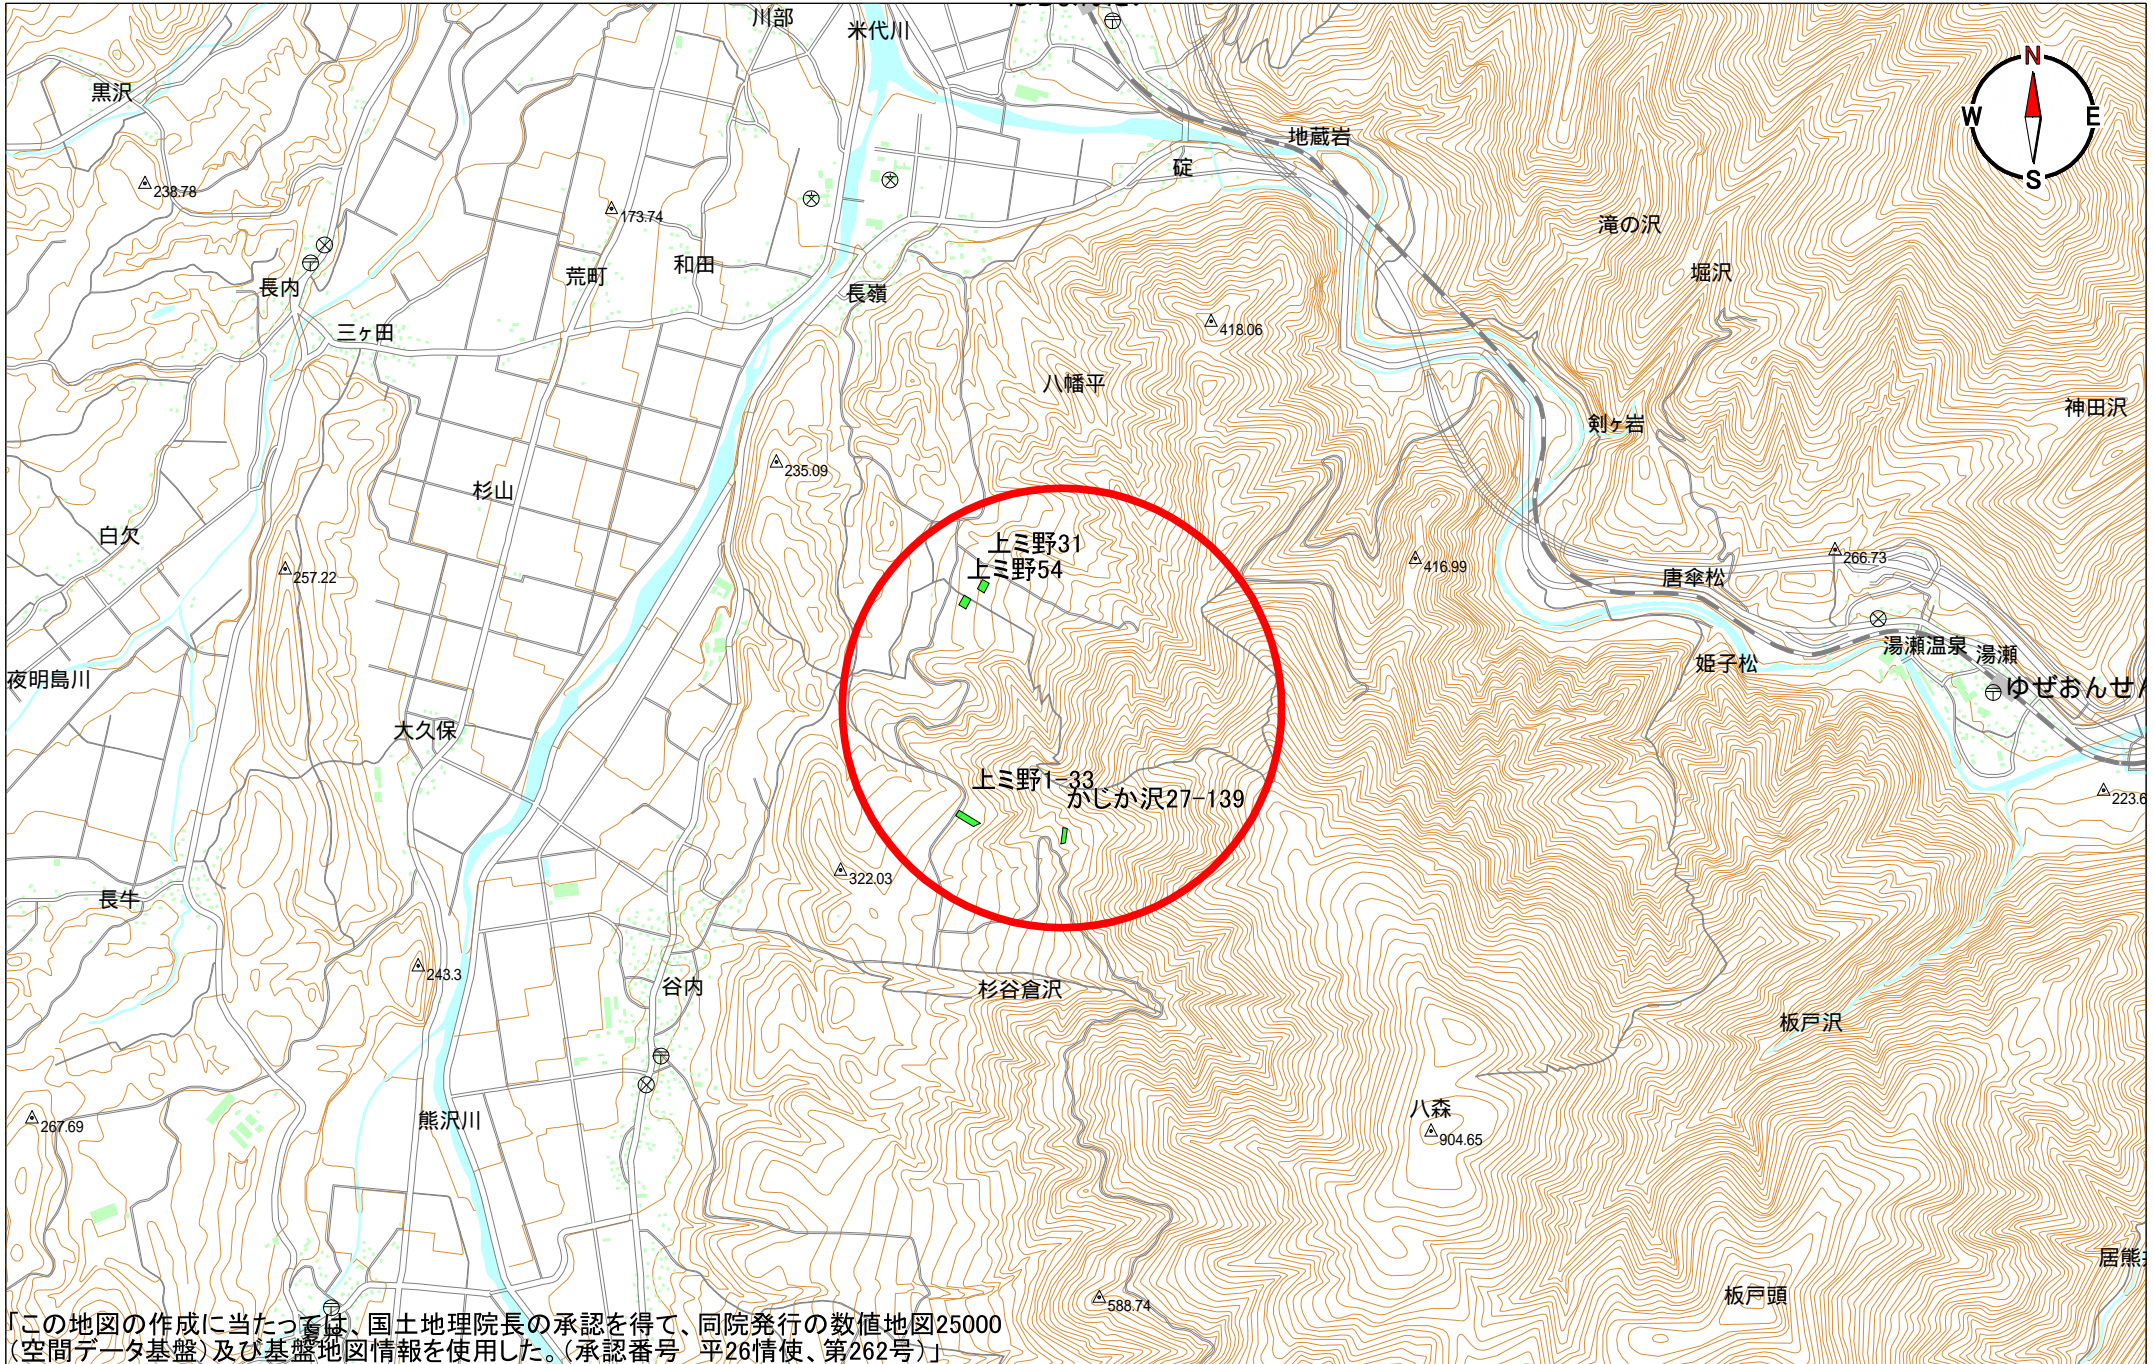 川部
米代川
黒沢
N
W
E
S
地蔵岩
碇
238.78
173.74
滝の沢
和田
荒町
堀沢
長内
長嶺
三ヶ田
418.06
八幡平
神田沢
剣ヶ岩
235.09
杉山
白欠
上ミ野31
上ミ野54
257.22
416.99
266.73
唐傘松
湯瀬温泉
湯瀬
姫子松
夜明島川
ゆぜおんせん
大久保
上ミ野1-33
かじか沢27-139
322.03
長牛
243.3
谷内
杉谷倉沢
板戸沢
八森
904.65
267.69
熊沢川
板戸頭
588.74
「この地図の作成に当たっては、国土地理院長の承認を得て、同院発行の数値地図25000
(空間データ基盤)及び基盤地図情報を使用した。(承認番号 平26情使、第262号)」